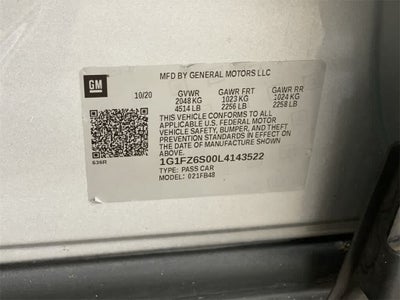 MFD BY GENERAL MOTORS LLC
GM
10/20 GVWR GAWR FRT GAWR RR
2048 KG 1023 KG 1024 KG
4514 LB 2256 LB 2258 LB
THIS VEHICLE CONFORMS TO ALL
APPLICABLE U.S. FEDERAL MOTOR
VEHICLE SAFETY, BUMPER, AND THEFT
PREVENTION STANDARDS IN EFFECT ON
THE DATE OF MANUFACTURE SHOWN ABOVE.
1G1FZ6S00L4143522
TYPE: PASS CAR
MODEL: 021FB48